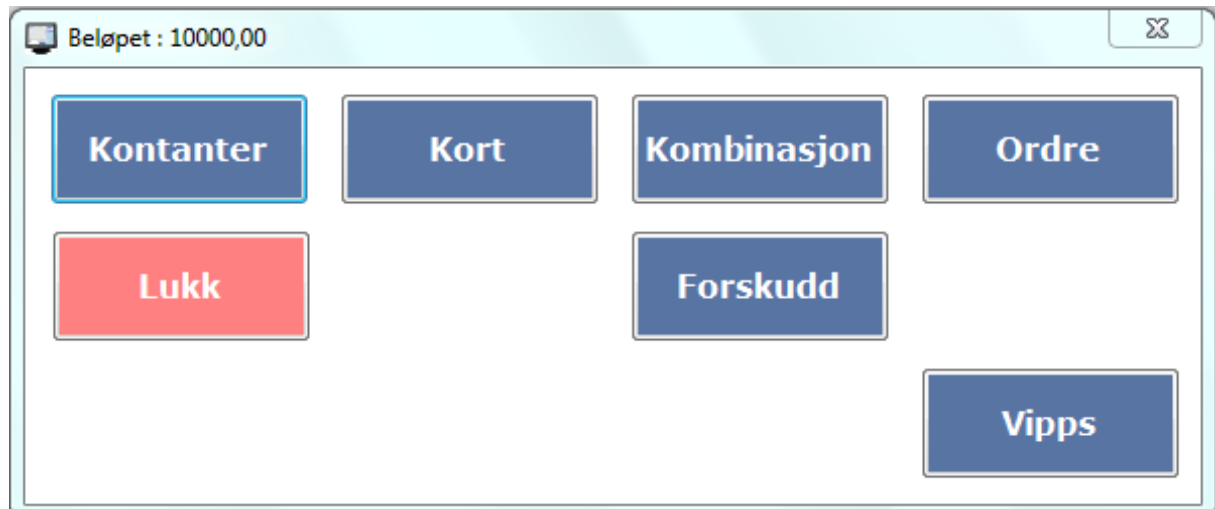 Beløpet : 10000,00
Kontanter Kort Kombinasjon Ordre
Lukk Forskudd
Vipps